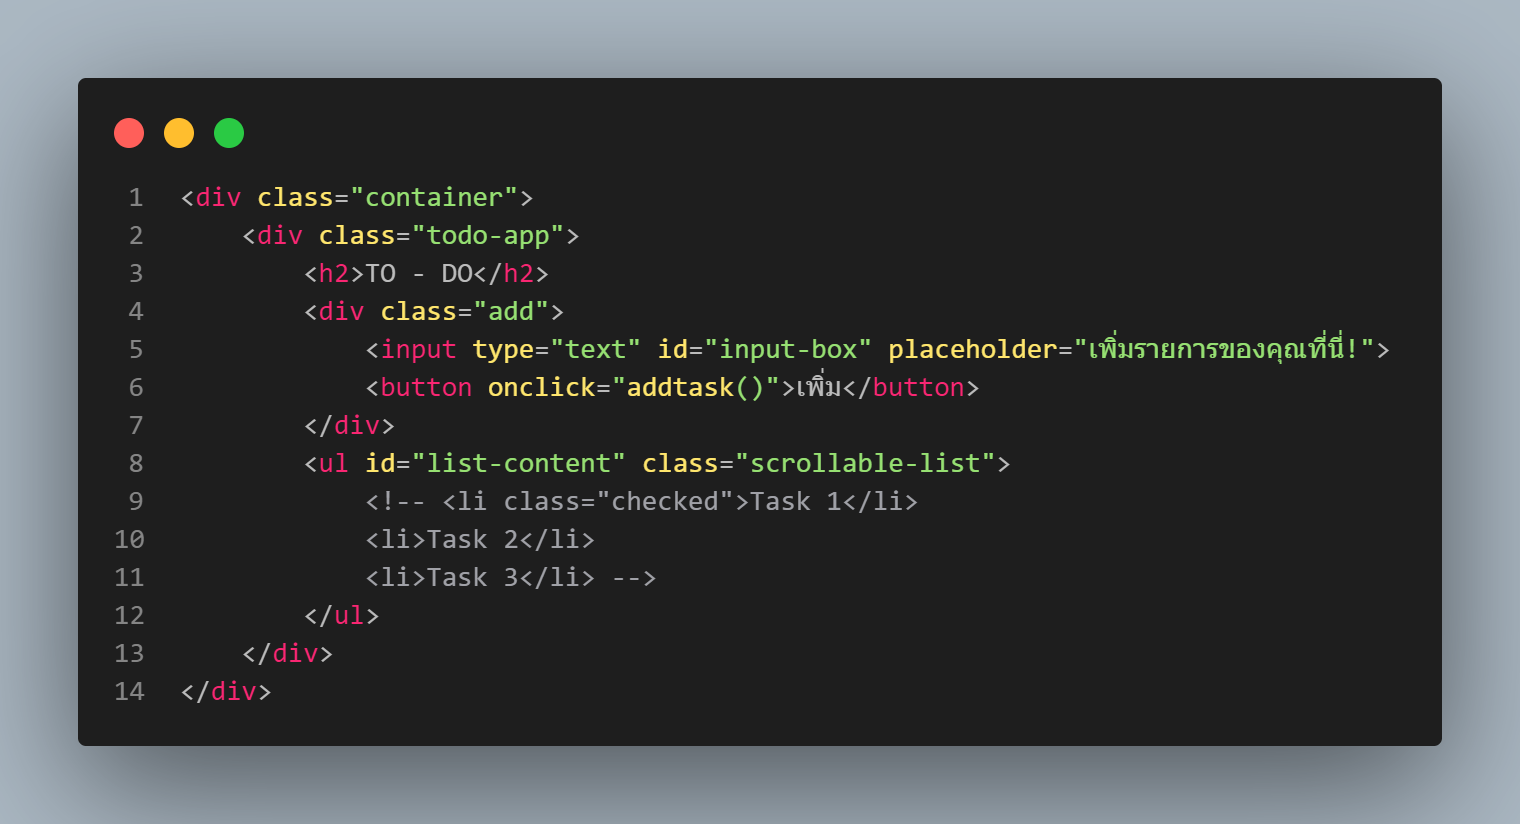 1 <div class="container">
2     <div class="todo-app">
3         <h2>TO - DO</h2>
4         <div class="add">
5             <input type="text" id="input-box" placeholder="เพิ่มรายการของคุณที่นี่!">
6             <button onclick="addtask()">เพิ่ม</button>
7         </div>
8         <ul id="list-content" class="scrollable-list">
9             <!-- <li class="checked">Task 1</li>
10             <li>Task 2</li>
11             <li>Task 3</li> -->
12         </ul>
13     </div>
14 </div>